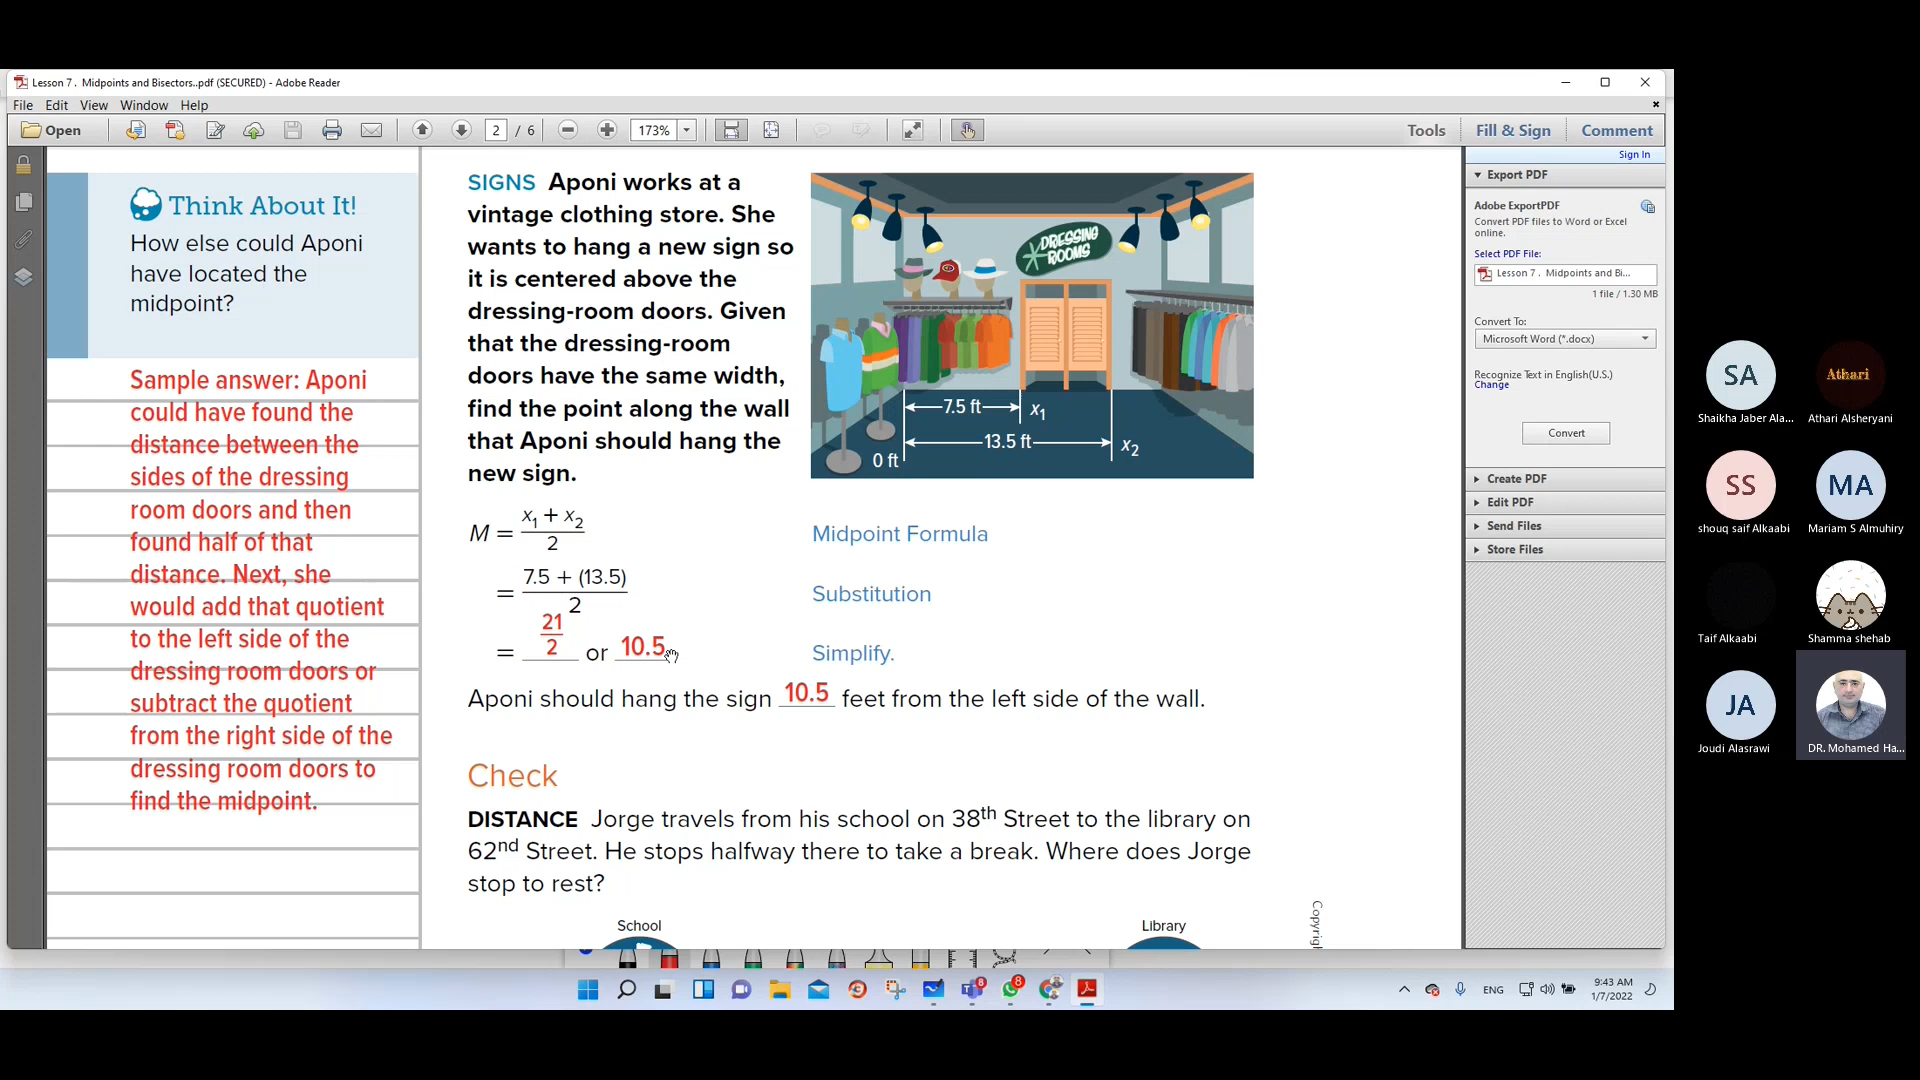 Lesson 7 .  Midpoints and Bisectors..pdf (SECURED) - Adobe Reader
File Edit View Window Help
Open 2 / 6 173% Tools Fill & Sign Comment
Think About It!
How else could Aponi
have located the
midpoint?
Sample answer: Aponi
could have found the
distance between the
sides of the dressing
room doors and then
found half of that
distance. Next, she
would add that quotient
to the left side of the
dressing room doors or
subtract the quotient
from the right side of the
dressing room doors to
find the midpoint.
SIGNS Aponi works at a
vintage clothing store. She
wants to hang a new sign so
it is centered above the
dressing-room doors. Given
that the dressing-room
doors have the same width,
find the point along the wall
that Aponi should hang the
new sign.
DRESSING
ROOMS
7.5 ft x₁
13.5 ft x₂
0 ft
M = x₁ + x₂ / 2 Midpoint Formula
= 7.5 + (13.5) / 2 Substitution
= 21/2 or 10.5 Simplify.
Aponi should hang the sign 10.5 feet from the left side of the wall.
Check
DISTANCE Jorge travels from his school on 38th Street to the library on
62nd Street. He stops halfway there to take a break. Where does Jorge
stop to rest?
School Library
Copyrigh
Sign In
Export PDF
Adobe ExportPDF
Convert PDF files to Word or Excel
online.
Select PDF File:
Lesson 7 .  Midpoints and Bi...
1 file / 1.30 MB
Convert To:
Microsoft Word (*.docx)
Recognize Text in English(U.S.)
Change
Convert
Create PDF
Edit PDF
Send Files
Store Files
SA
Shaikha Jaber Ala...
Athari
Athari Alsheryani
SS
shouq saif Alkaabi
MA
Mariam S Almuhiry
Taif Alkaabi
Shamma shehab
JA
Joudi Alasrawi
DR. Mohamed Ha...
8
8
ENG
9:43 AM
1/7/2022